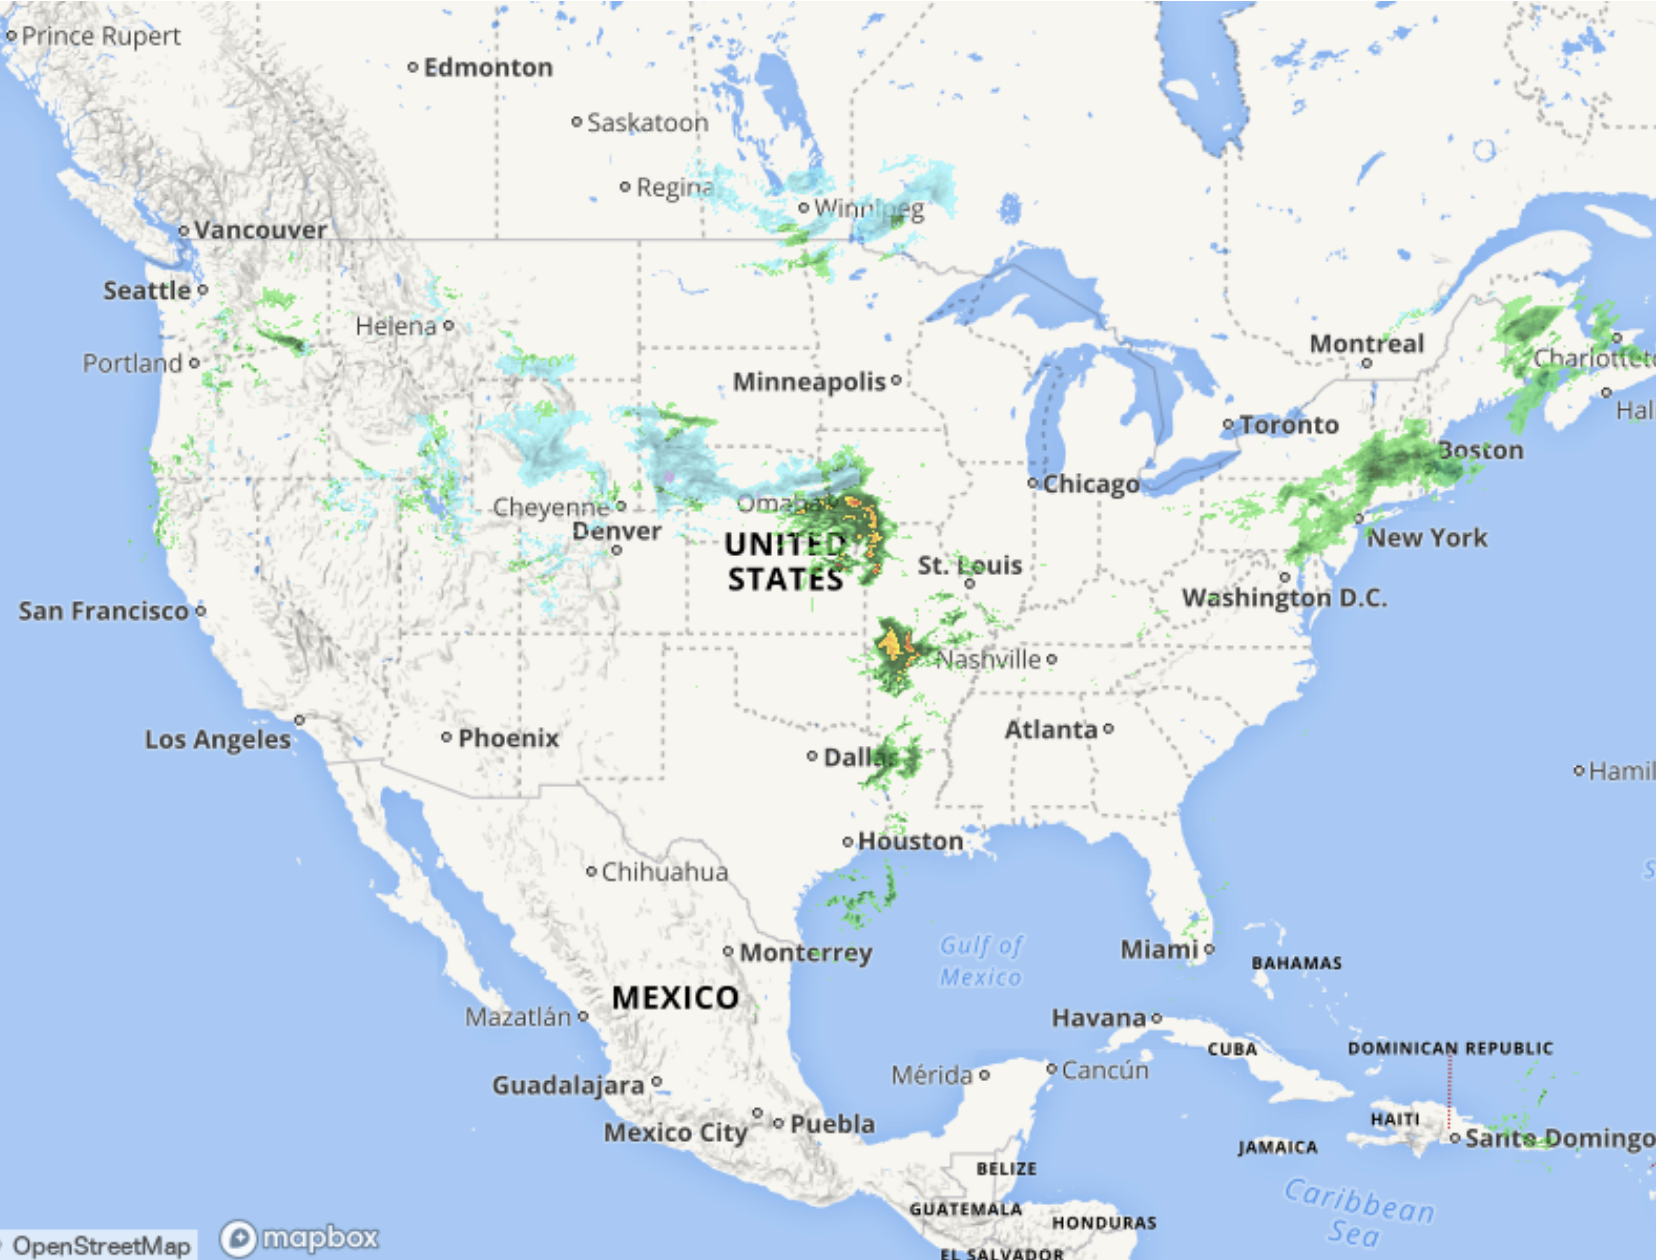 Prince Rupert
Edmonton
Saskatoon
Regina
Winnipeg
Vancouver
Seattle
Helena
Portland
Montreal
Charlottet
Minneapolis
Hal
Toronto
Boston
Chicago
Cheyenne
Omaha
Denver
New York
UNITED
STATES
St. Louis
Washington D.C.
San Francisco
Nashville
Los Angeles
Phoenix
Atlanta
Dallas
Hamil
Houston
Chihuahua
S
Gulf of
Mexico
Monterrey
Miami
BAHAMAS
MEXICO
Mazatlán
Havana
CUBA
DOMINICAN REPUBLIC
Guadalajara
Mérida
Cancún
HAITI
Mexico City
Puebla
JAMAICA
Santo Domingo
BELIZE
Caribbean
Sea
GUATEMALA
HONDURAS
OpenStreetMap
mapbox
EL SALVADOR